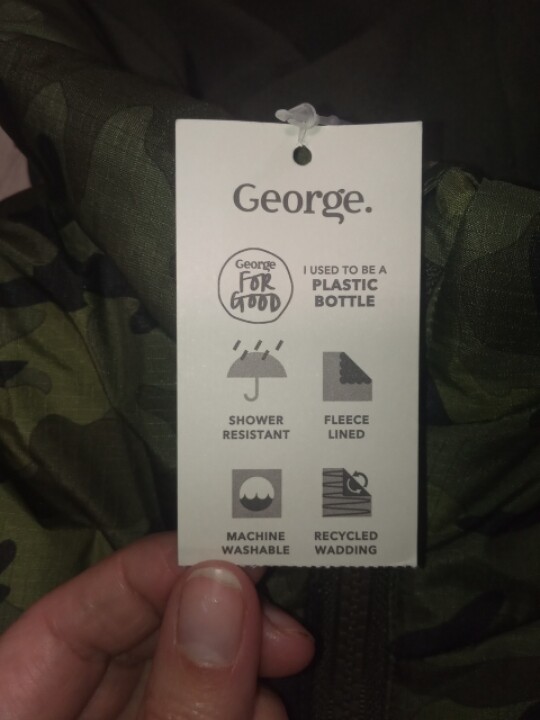 George.
George
FOR
GOOD
I USED TO BE A
PLASTIC
BOTTLE
SHOWER
RESISTANT
FLEECE
LINED
MACHINE
WASHABLE
RECYCLED
WADDING